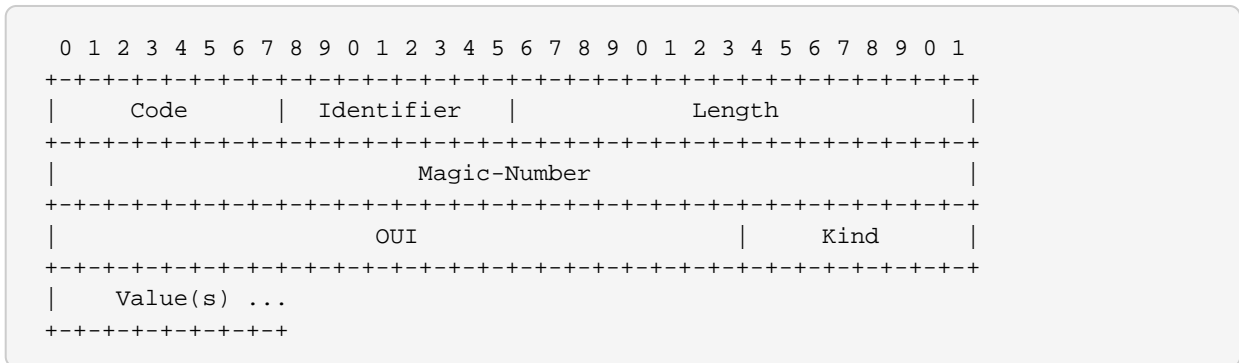 0 1 2 3 4 5 6 7 8 9 0 1 2 3 4 5 6 7 8 9 0 1 2 3 4 5 6 7 8 9 0 1
+-+-+-+-+-+-+-+-+-+-+-+-+-+-+-+-+-+-+-+-+-+-+-+-+-+-+-+-+-+-+-+-+
|     Code      |  Identifier   |            Length             |
+-+-+-+-+-+-+-+-+-+-+-+-+-+-+-+-+-+-+-+-+-+-+-+-+-+-+-+-+-+-+-+-+
|                         Magic-Number                          |
+-+-+-+-+-+-+-+-+-+-+-+-+-+-+-+-+-+-+-+-+-+-+-+-+-+-+-+-+-+-+-+-+
|                      OUI                      |     Kind      |
+-+-+-+-+-+-+-+-+-+-+-+-+-+-+-+-+-+-+-+-+-+-+-+-+-+-+-+-+-+-+-+-+
|    Value(s) ...
+-+-+-+-+-+-+-+-+